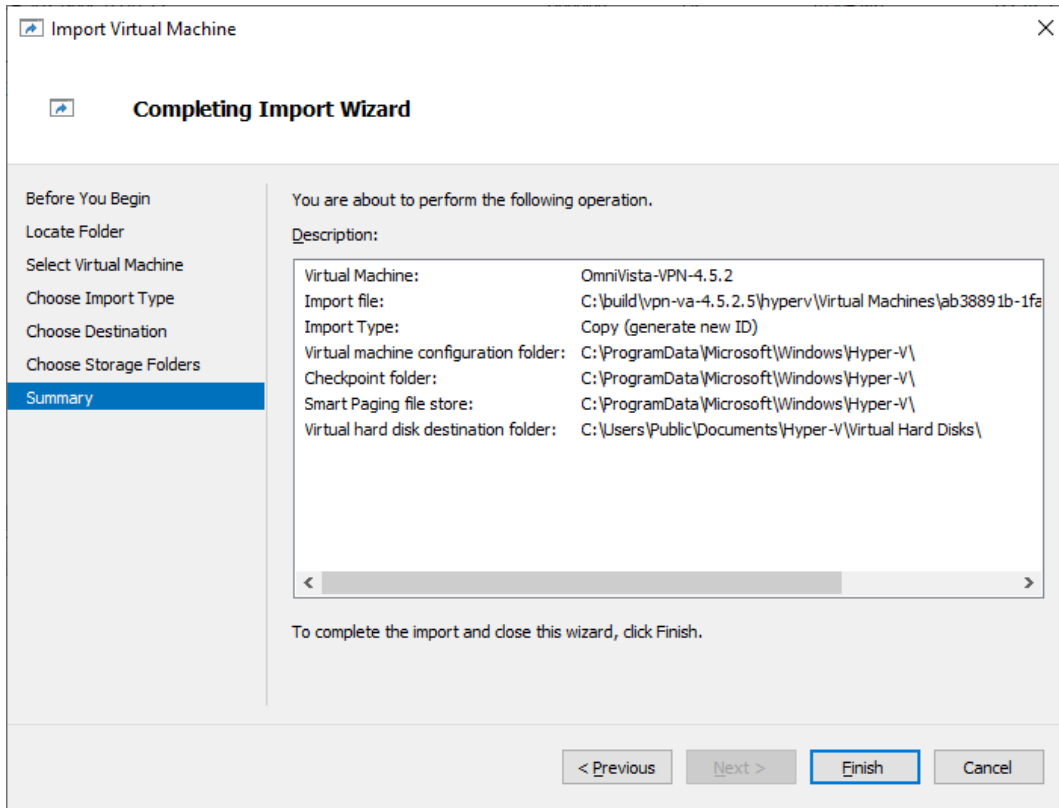 Import Virtual Machine
Completing Import Wizard
Before You Begin
Locate Folder
Select Virtual Machine
Choose Import Type
Choose Destination
Choose Storage Folders
Summary
You are about to perform the following operation.
Description:
Virtual Machine: OmniVista-VPN-4.5.2
Import file: C:\build\vpn-va-4.5.2.5\hyperv\Virtual Machines\ab38891b-1fa
Import Type: Copy (generate new ID)
Virtual machine configuration folder: C:\ProgramData\Microsoft\Windows\Hyper-V\
Checkpoint folder: C:\ProgramData\Microsoft\Windows\Hyper-V\
Smart Paging file store: C:\ProgramData\Microsoft\Windows\Hyper-V\
Virtual hard disk destination folder: C:\Users\Public\Documents\Hyper-V\Virtual Hard Disks\
To complete the import and close this wizard, click Finish.
< Previous Next > Finish Cancel